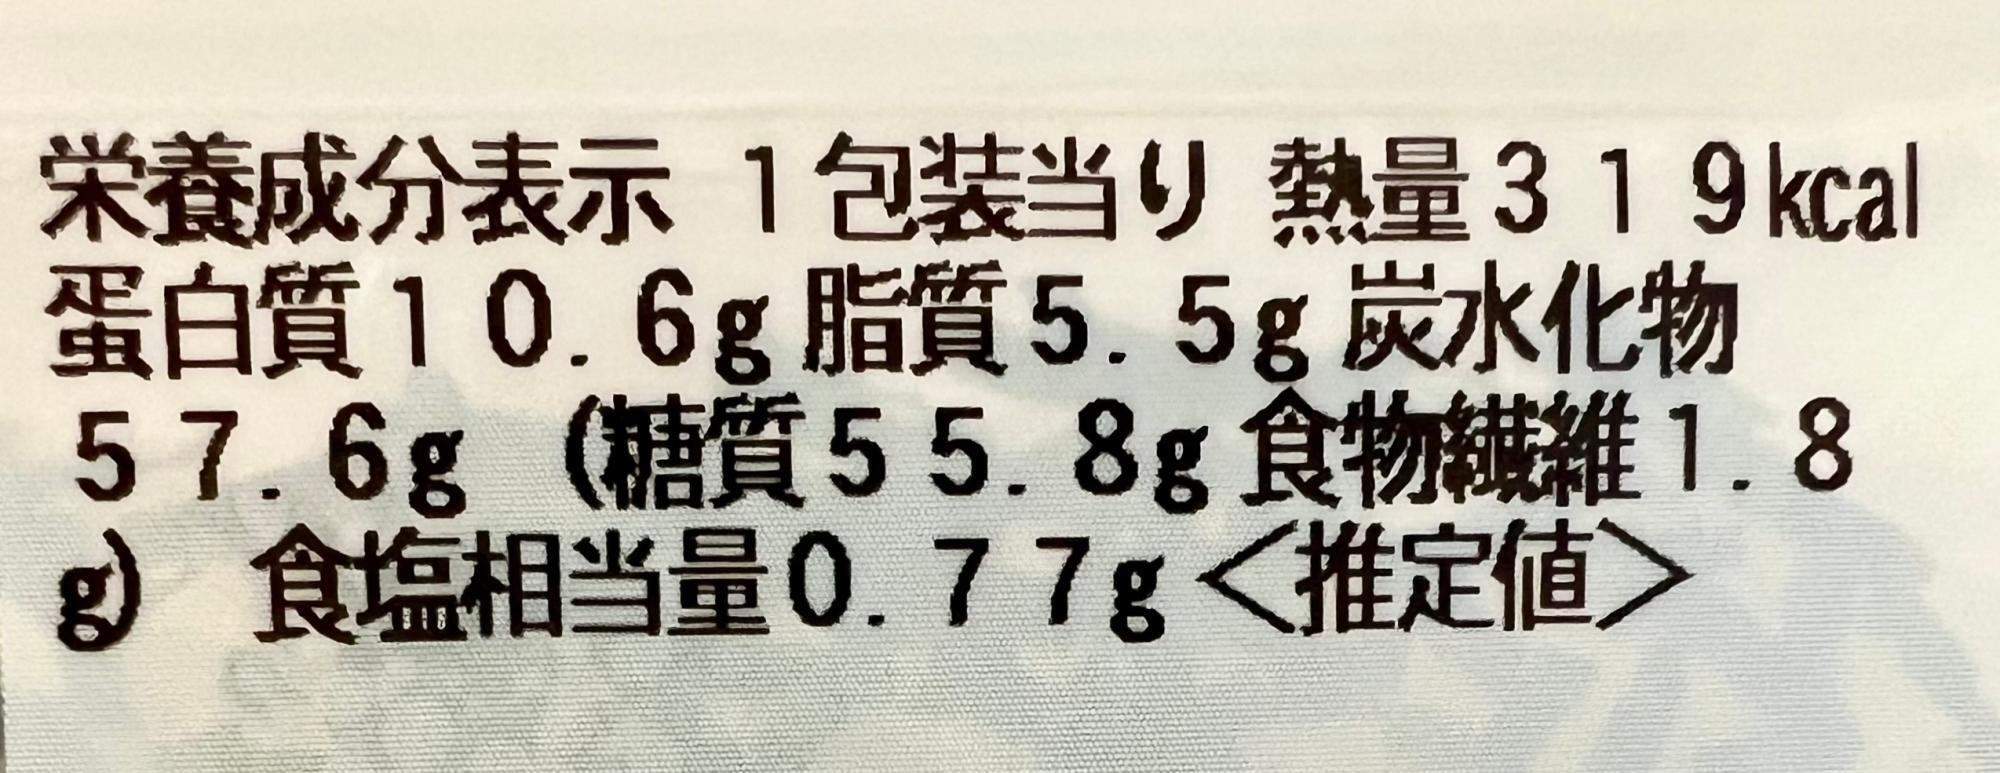 栄養成分表示 1包装当り 熱量319kcal
蛋白質10.6g 脂質5.5g 炭水化物
57.6g (糖質55.8g 食物繊維1.8
g) 食塩相当量0.77g<推定値>